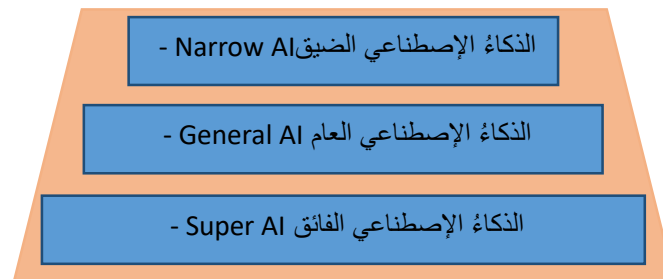 الذكاءُ الإصطناعي الضيقNarrow AI -
الذكاءُ الإصطناعي العام General AI -
الذكاءُ الإصطناعي الفائق Super AI -